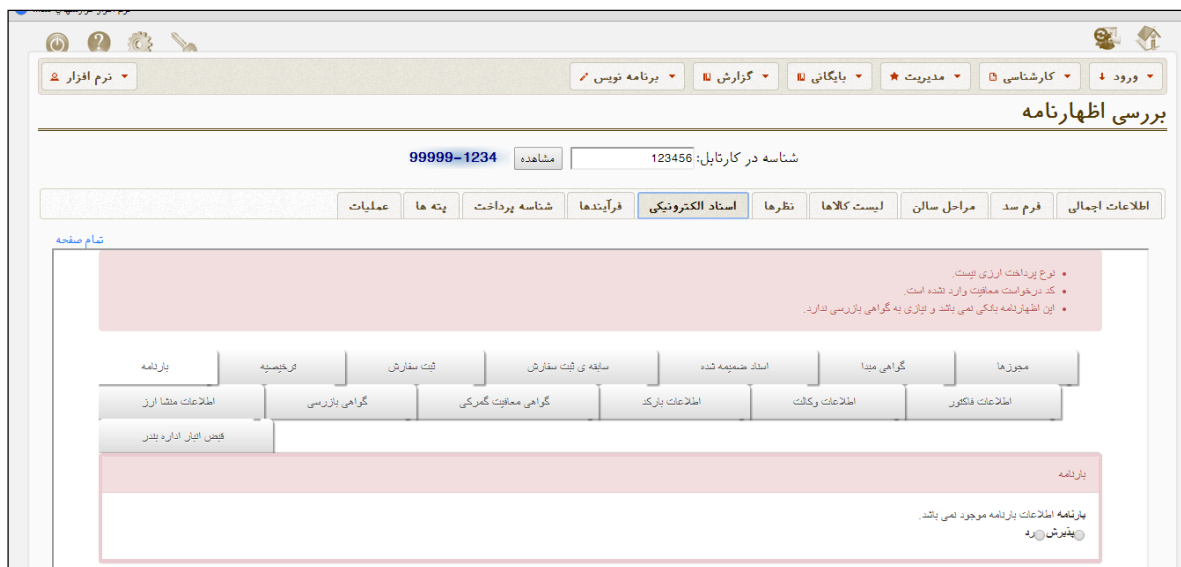 ورود
کارشناسی
مدیریت
بایگانی
گزارش
برنامه نویس
نرم افزار
بررسی اظهارنامه
شناسه در کارتابل: 123456 مشاهده 99999-1234
اطلاعات اجمالی
فرم سد
مراحل سالن
لیست کالاها
نظرها
اسناد الکترونیکی
فرآیندها
شناسه پرداخت
پته ها
عملیات
تمام صفحه
نوع پرداخت ارزی نیست.
کد درخواست معافیت وارد نشده است.
این اظهارنامه بانکی نمی باشد و نیازی به گواهی بازرسی ندارد.
مجوزها
گواهی مبدا
اسناد ضمیمه شده
سابقه ی ثبت سفارش
ثبت سفارش
ترخیصیه
بارنامه
اطلاعات فاکتور
اطلاعات وکالت
اطلاعات بارکد
گواهی معافیت گمرکی
گواهی بازرسی
اطلاعات منشا ارز
قبض انبار اداره بندر
بارنامه
بارنامه اطلاعات بارنامه موجود نمی باشد.
پذیرش رد